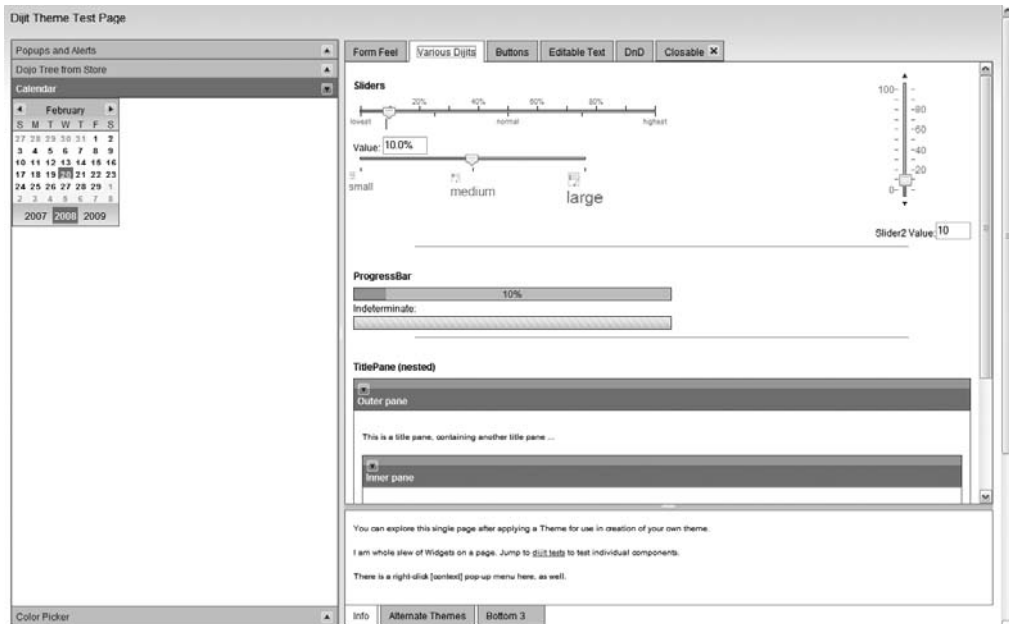 Dijit Theme Test Page
Popups and Alerts
Dojo Tree from Store
Calendar
February
S M T W T F S
27 28 29 30 31 1 2
3 4 5 6 7 8 9
10 11 12 13 14 15 16
17 18 19 20 21 22 23
24 25 26 27 28 29 1
2 3 4 5 6 7 8
2007 2008 2009
Color Picker
Form Feel Various Dijits Buttons Editable Text DnD Closable X
Sliders
20% 40% 60% 80%
lowest normal highest
Value: 10.0%
small medium large
100-
-80
-60
-40
-20
0-
Slider2 Value: 10
ProgressBar
10%
Indeterminate:
TitlePane (nested)
Outer pane
This is a title pane, containing another title pane ...
Inner pane
You can explore this single page after applying a Theme for use in creation of your own theme.
I am whole slew of Widgets on a page. Jump to dijit tests to test individual components.
There is a right-click [context] pop-up menu here, as well.
Info Alternate Themes Bottom 3